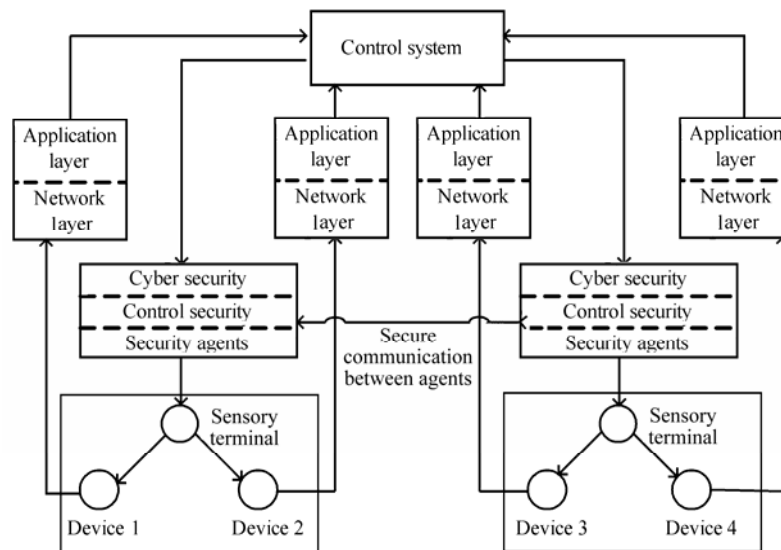 Control system
Application
layer
Network
layer
Application
layer
Network
layer
Application
layer
Network
layer
Application
layer
Network
layer
Cyber security
Control security
Security agents
Secure
communication
between agents
Cyber security
Control security
Security agents
Sensory
terminal
Device 1
Device 2
Sensory
terminal
Device 3
Device 4